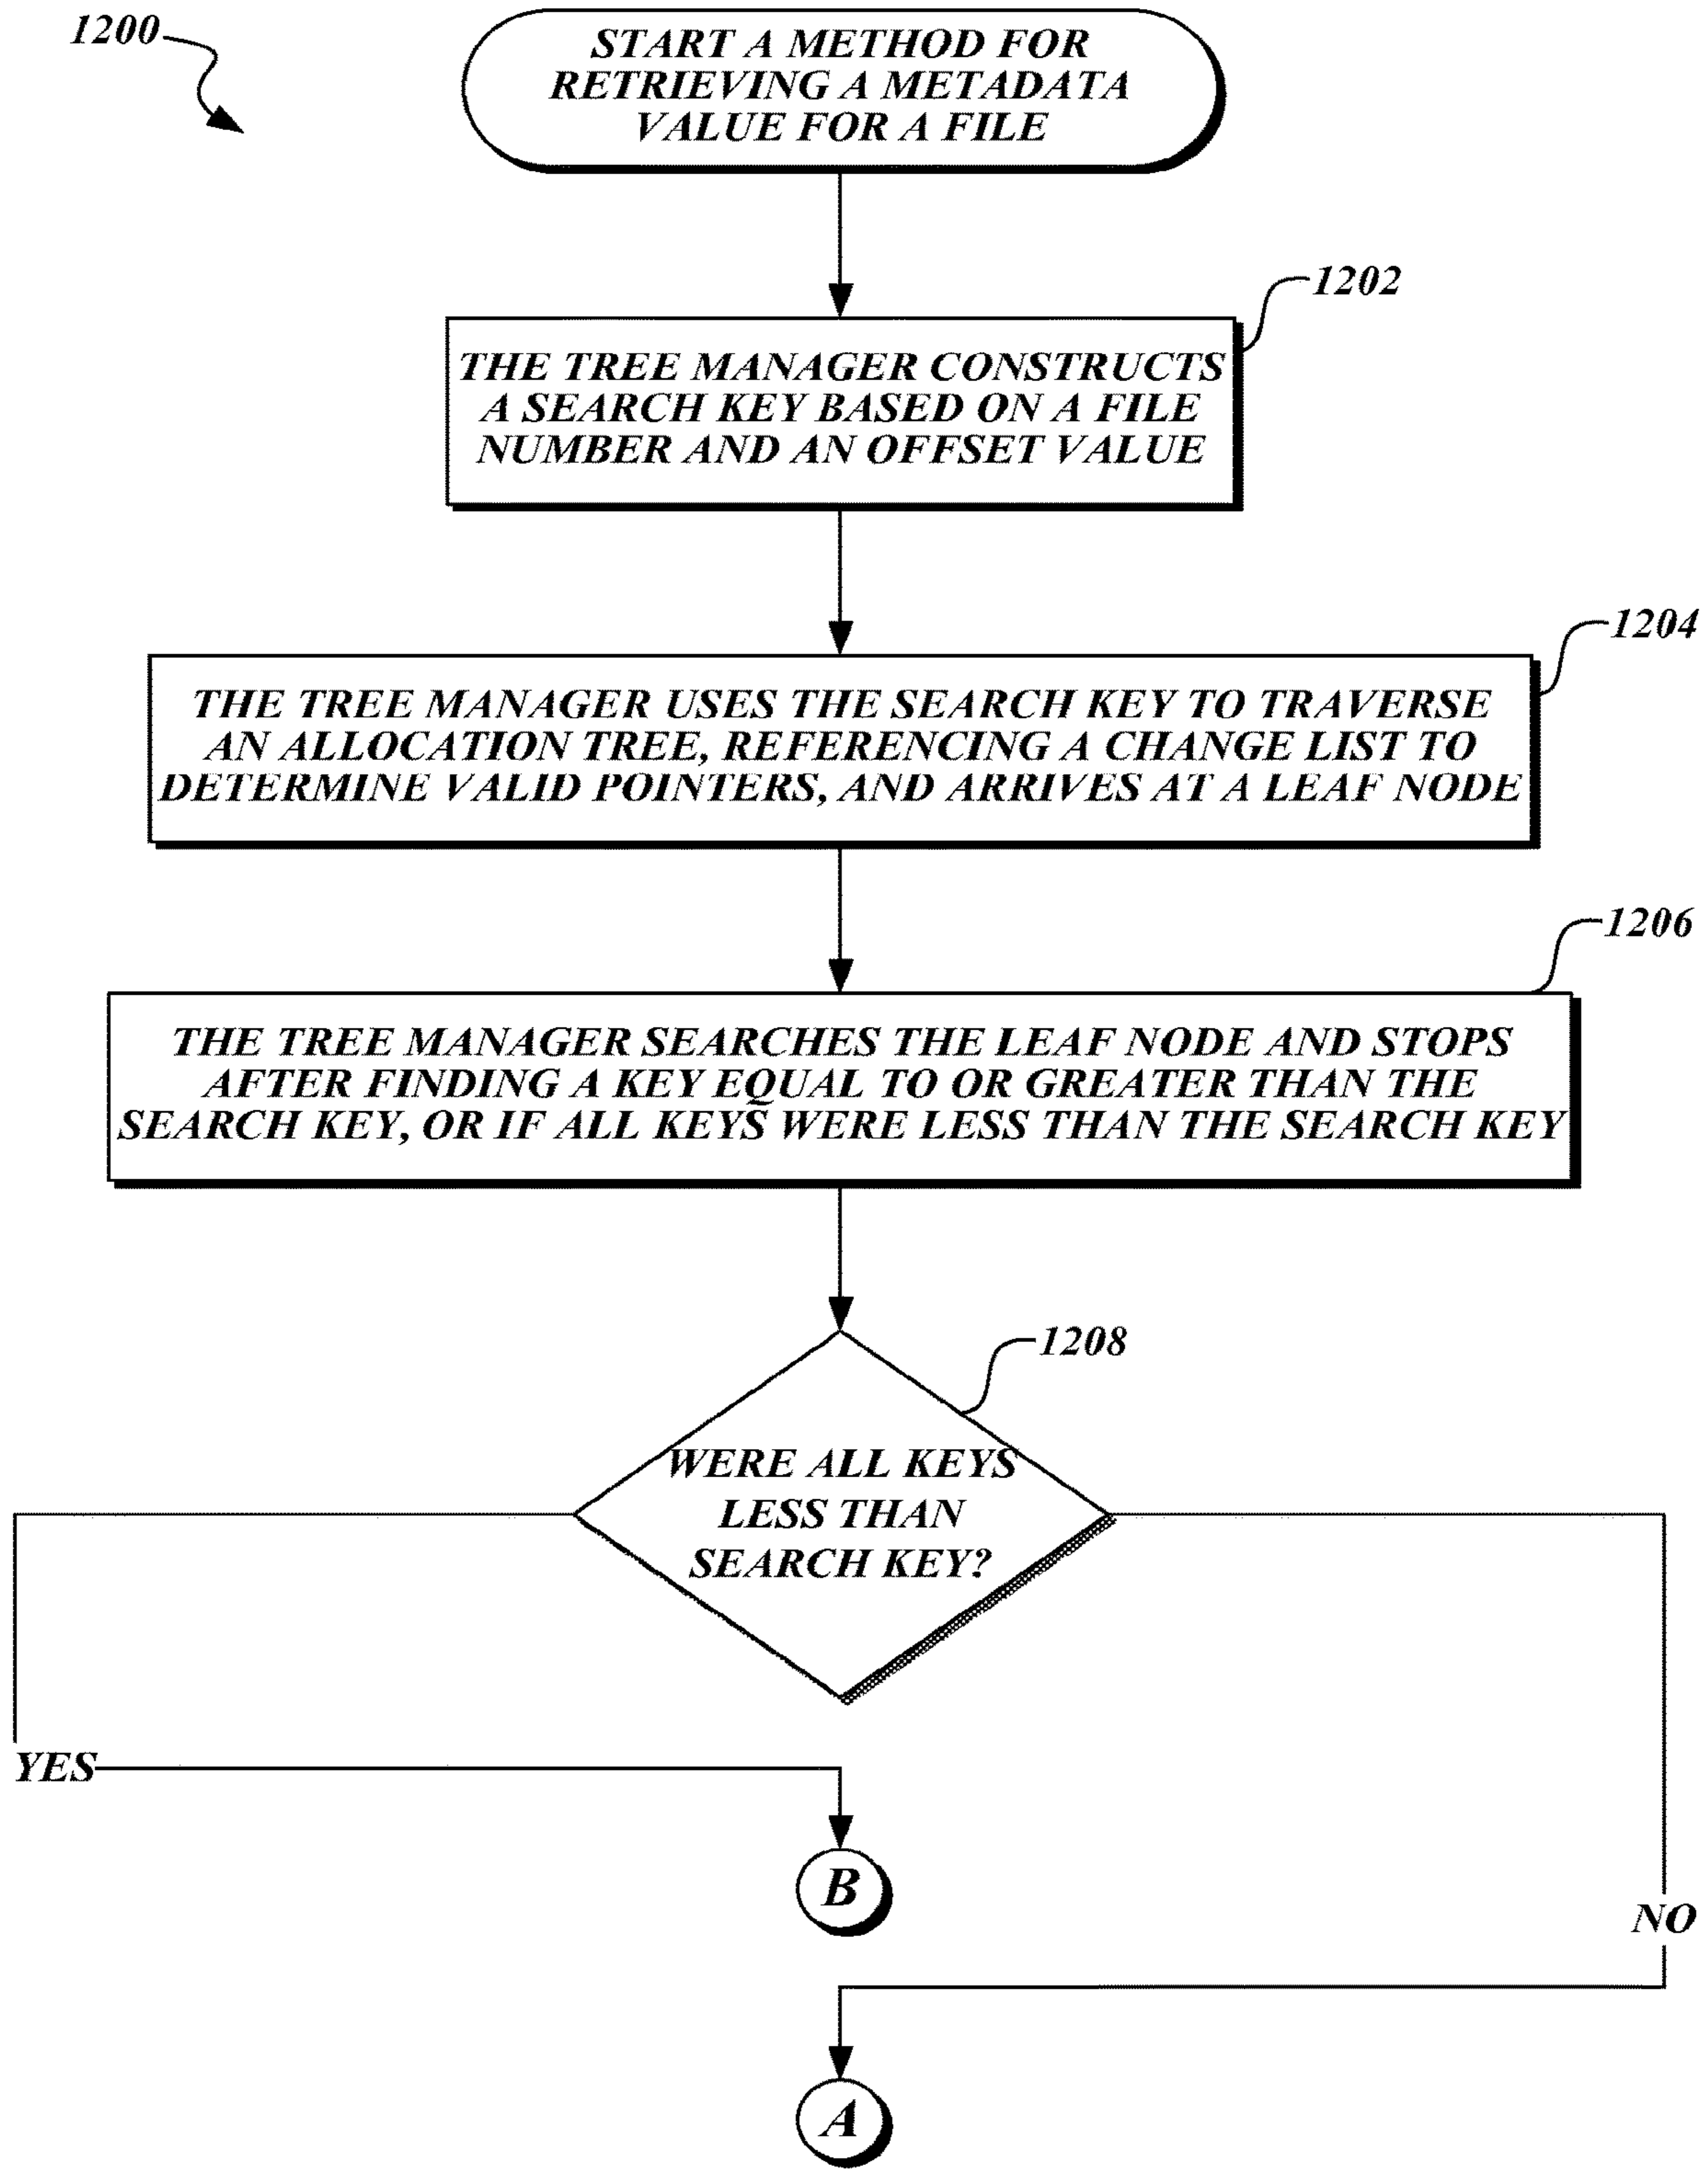 1200
START A METHOD FOR
RETRIEVING A METADATA
VALUE FOR A FILE
1202
THE TREE MANAGER CONSTRUCTS
A SEARCH KEY BASED ON A FILE
NUMBER AND AN OFFSET VALUE
1204
THE TREE MANAGER USES THE SEARCH KEY TO TRAVERSE
AN ALLOCATION TREE, REFERENCING A CHANGE LIST TO
DETERMINE VALID POINTERS, AND ARRIVES AT A LEAF NODE
1206
THE TREE MANAGER SEARCHES THE LEAF NODE AND STOPS
AFTER FINDING A KEY EQUAL TO OR GREATER THAN THE
SEARCH KEY, OR IF ALL KEYS WERE LESS THAN THE SEARCH KEY
1208
WERE ALL KEYS
LESS THAN
SEARCH KEY?
YES
B
NO
A